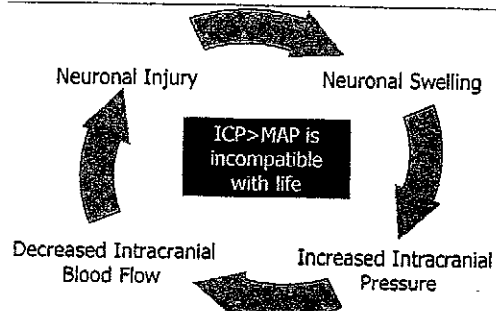 Neuronal Injury
Neuronal Swelling
ICP>MAP is
incompatible
with life
Decreased Intracranial
Blood Flow
Increased Intracranial
Pressure